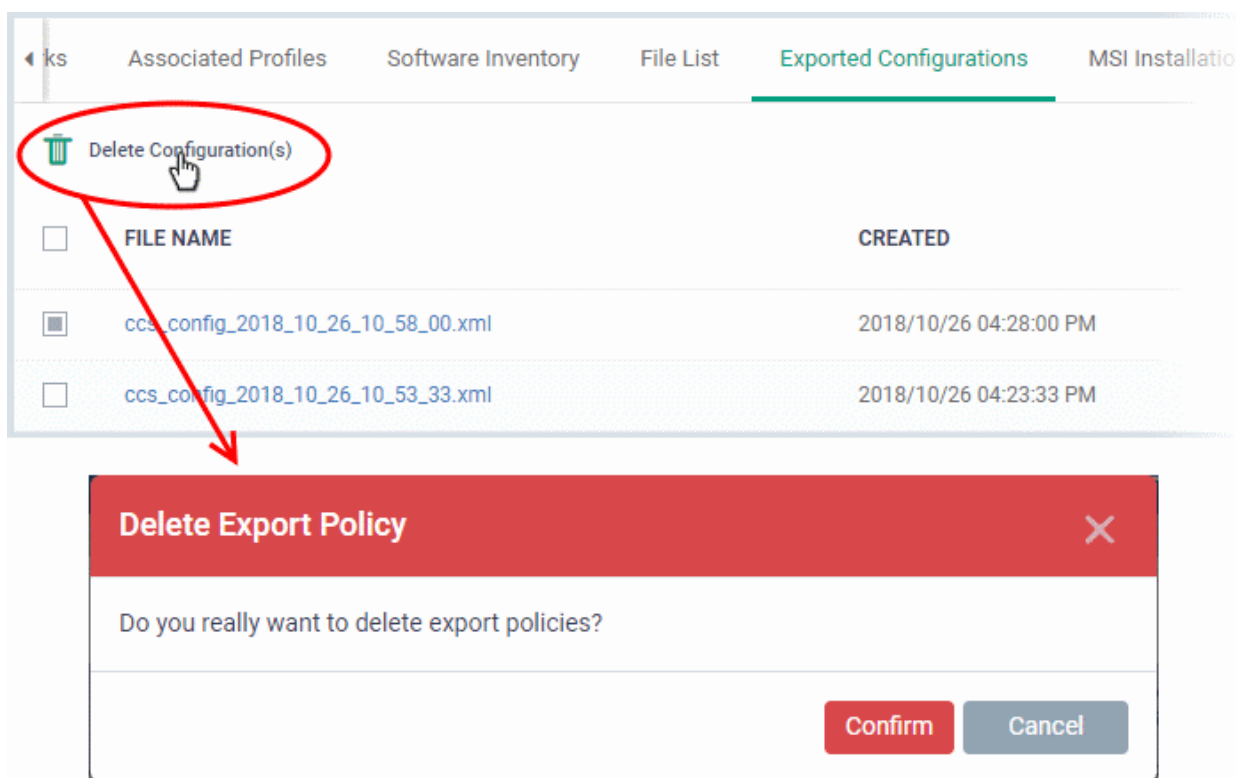 ks Associated Profiles Software Inventory File List Exported Configurations MSI Installatio
Delete Configuration(s)
FILE NAME CREATED
ccs_config_2018_10_26_10_58_00.xml 2018/10/26 04:28:00 PM
ccs_config_2018_10_26_10_53_33.xml 2018/10/26 04:23:33 PM
Delete Export Policy
Do you really want to delete export policies?
Confirm Cancel